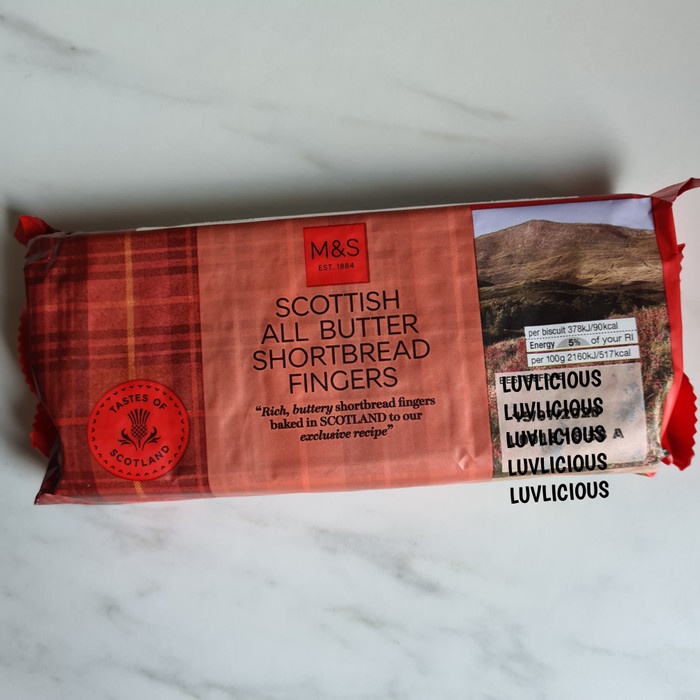 M&S
EST. 1884
SCOTTISH
ALL BUTTER
SHORTBREAD
FINGERS
“Rich, buttery shortbread fingers
baked in SCOTLAND to our
exclusive recipe”
TASTES OF
SCOTLAND
per biscuit 378kJ/90kcal
Energy 5% of your RI
per 100g 2160kJ/517kcal
LUVLICIOUS
LUVLICIOUS
LUVLICIOUS
A
LUVLICIOUS
LUVLICIOUS